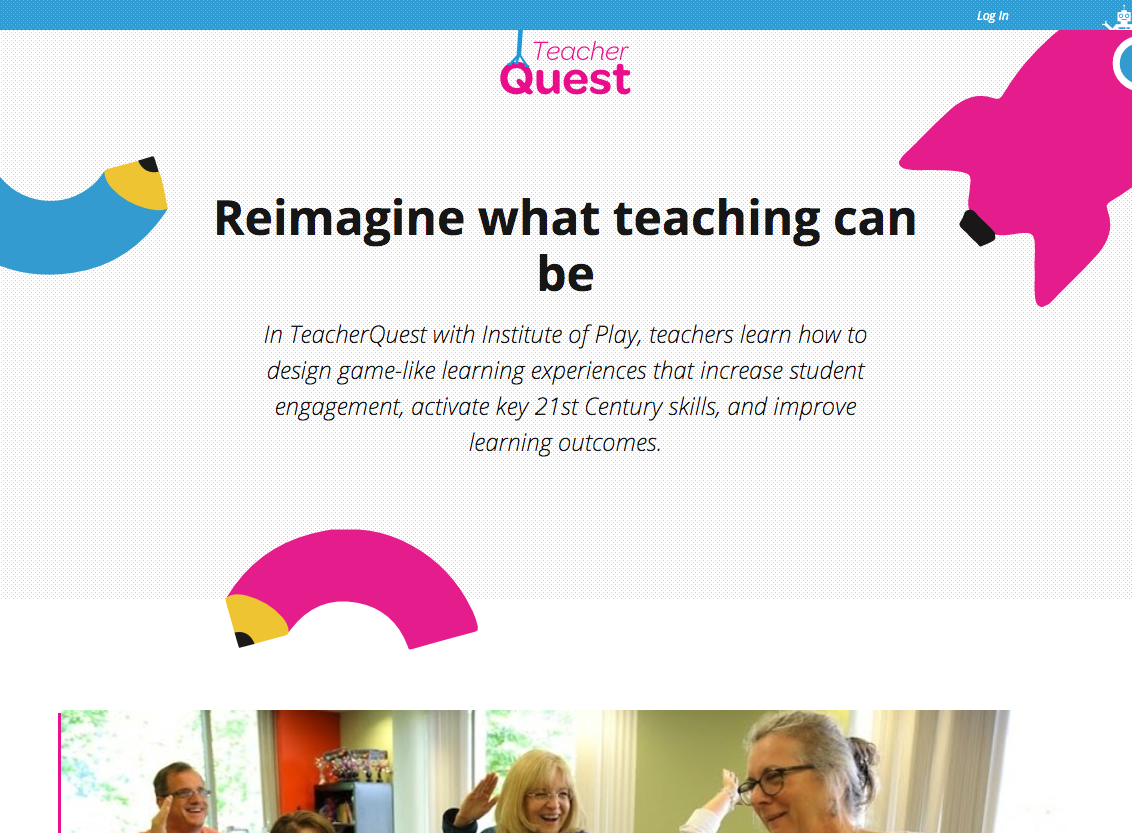 Log In
Teacher
Quest
Reimagine what teaching can
be
In TeacherQuest with Institute of Play, teachers learn how to
design game-like learning experiences that increase student
engagement, activate key 21st Century skills, and improve
learning outcomes.